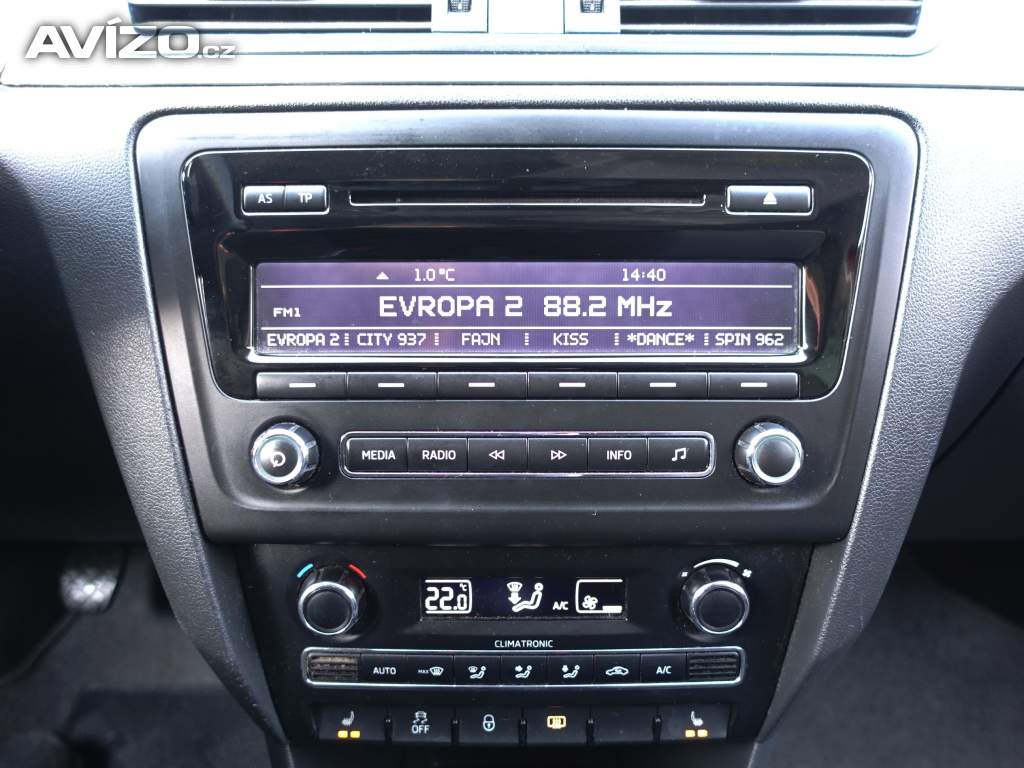 AVÍZO.cz
AS TP
1.0 °C 14:40
FM1 EVROPA 2 88.2 MHz
EVROPA 2 CITY 937 FAJN KISS *DANCE* SPIN 962
MEDIA RADIO INFO
22.0 °C A/C
CLIMATRONIC
AUTO MAX A/C
OFF